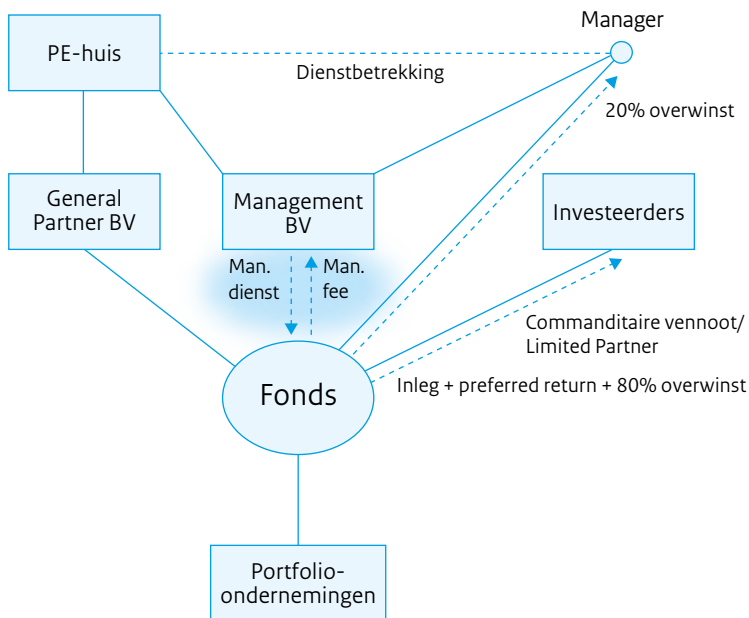 Manager
PE-huis
Dienstbetrekking
20% overwinst
General
Partner BV
Management
BV
Investeerders
Man.
dienst
Man.
fee
Commanditaire vennoot/
Limited Partner
Inleg + preferred return + 80% overwinst
Fonds
Portfolio-
ondernemingen